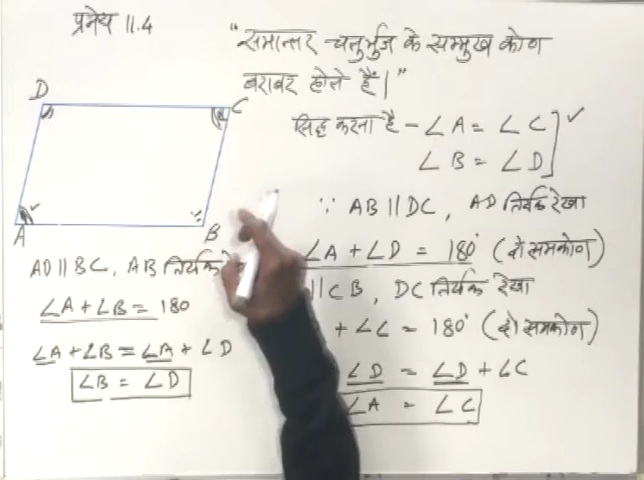 प्रमेय 11.4
"समान्तर चतुर्भुज के सम्मुख कोण
बराबर होते हैं।"
सिद्ध करना है - ∠A = ∠C
∠B = ∠D
D
C
A
B
∵ AB || DC, AD तिर्यक रेखा
∠A + ∠D = 180° (दो समकोण)
|| CB, DC तिर्यक रेखा
+ ∠C = 180° (दो समकोण)
∠D = ∠D + ∠C
∠A = ∠C
AD || BC, AB तिर्यक
∠A + ∠B = 180
∠A + ∠B = ∠A + ∠D
∠B = ∠D